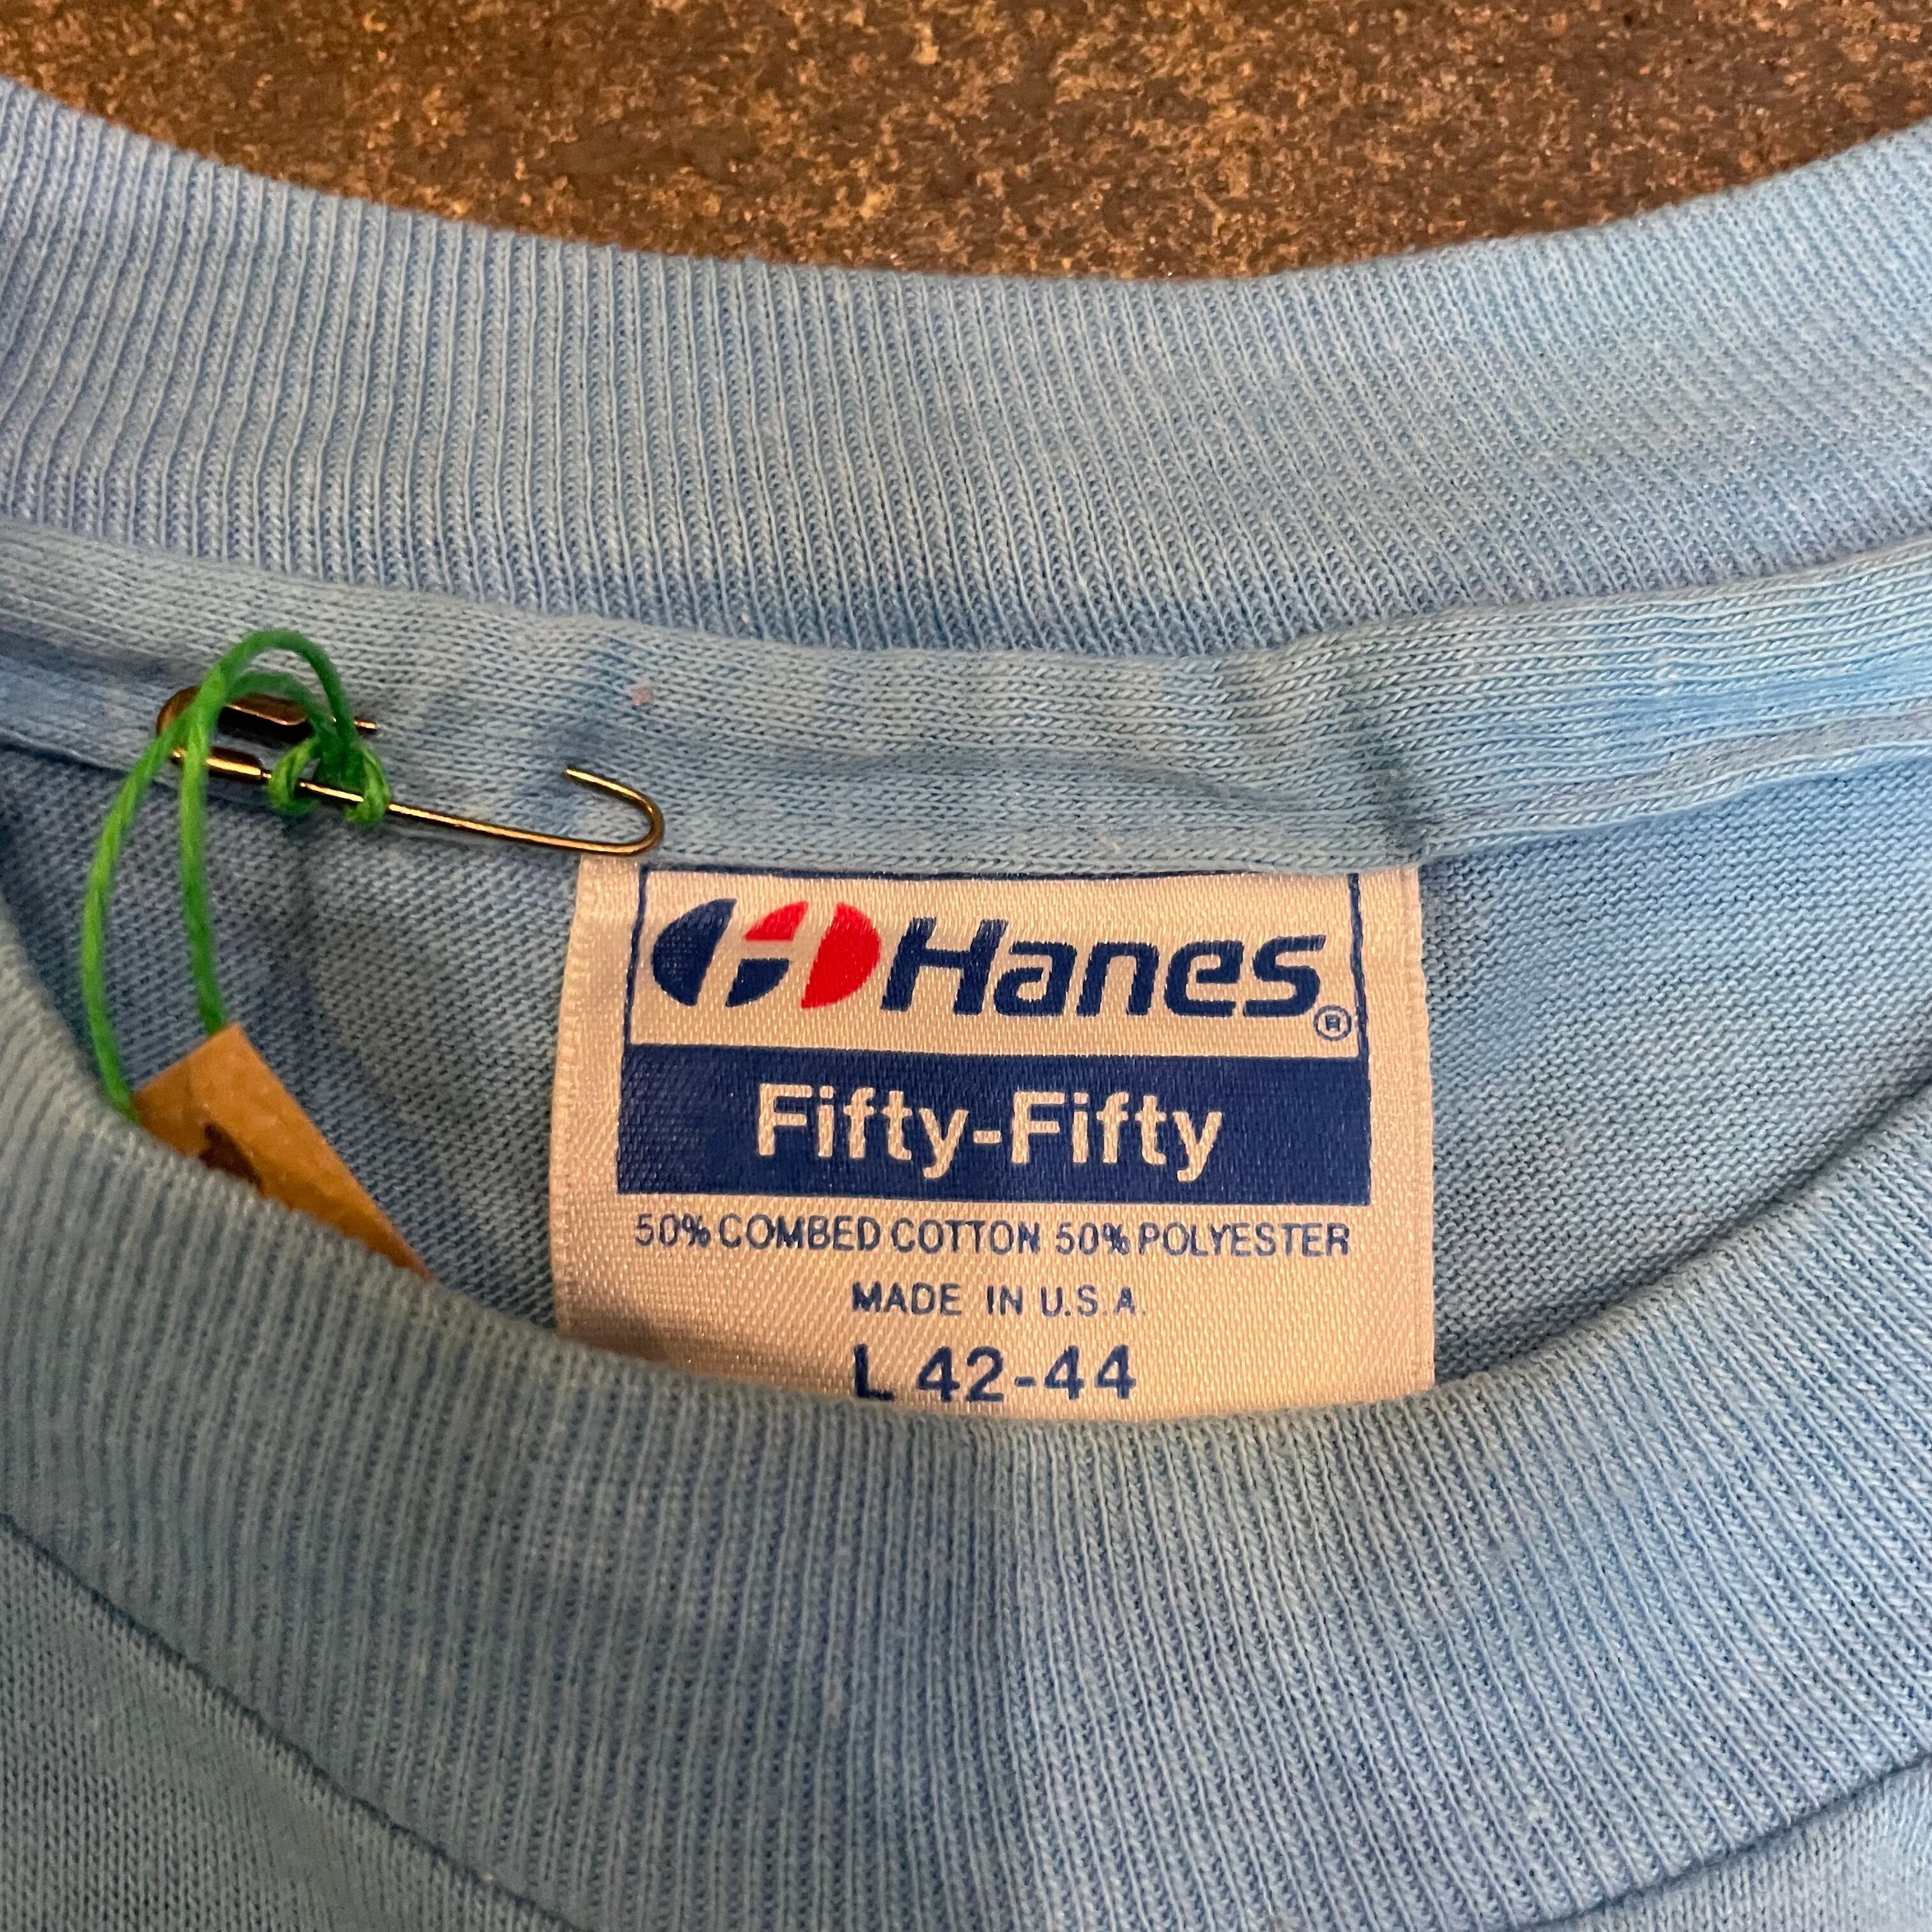 Hanes®
Fifty-Fifty
50% COMBED COTTON 50% POLYESTER
MADE IN U.S.A.
L 42-44